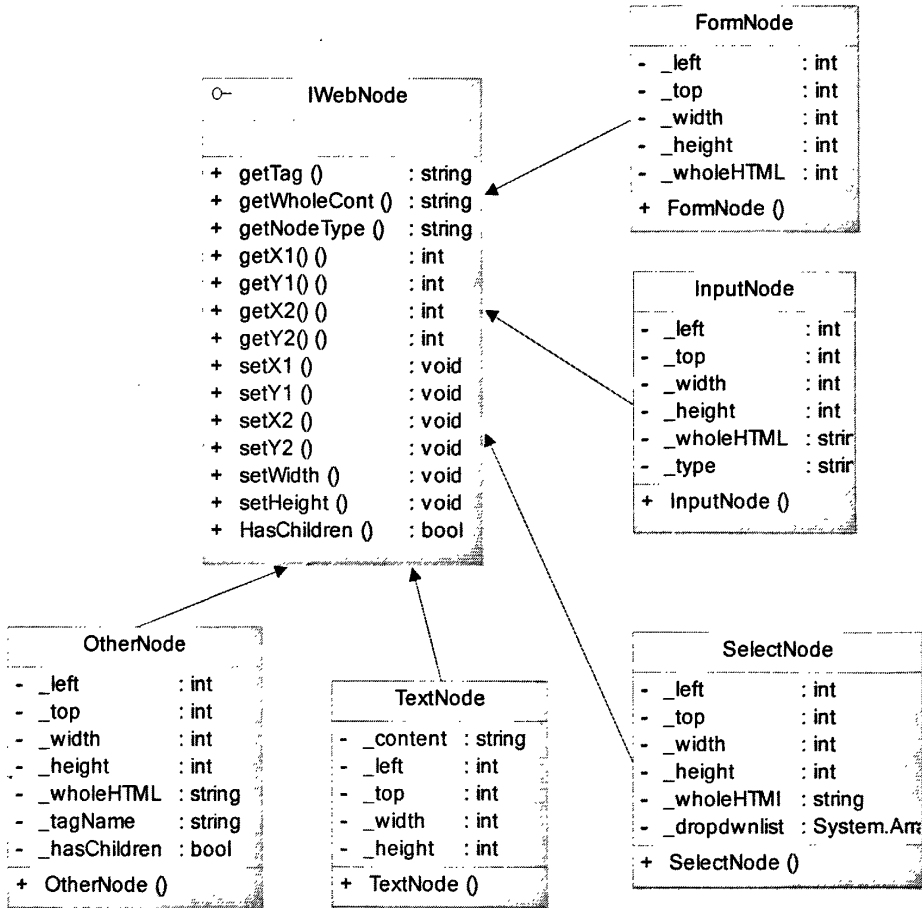 FormNode
- _left : int
- _top : int
- _width : int
- _height : int
- _wholeHTML : int
+ FormNode ()
IWebNode
+ getTag () : string
+ getWholeCont () : string
+ getNodeType () : string
+ getX1() () : int
+ getY1() () : int
+ getX2() () : int
+ getY2() () : int
+ setX1 () : void
+ setY1 () : void
+ setX2 () : void
+ setY2 () : void
+ setWidth () : void
+ setHeight () : void
+ HasChildren () : bool
InputNode
- _left : int
- _top : int
- _width : int
- _height : int
- _wholeHTML : strin
- _type : strin
+ InputNode ()
OtherNode
- _left : int
- _top : int
- _width : int
- _height : int
- _wholeHTML : string
- _tagName : string
- _hasChildren : bool
+ OtherNode ()
TextNode
- _content : string
- _left : int
- _top : int
- _width : int
- _height : int
+ TextNode ()
SelectNode
- _left : int
- _top : int
- _width : int
- _height : int
- _wholeHTMl : string
- _dropdwnlist : System.Arra
+ SelectNode ()